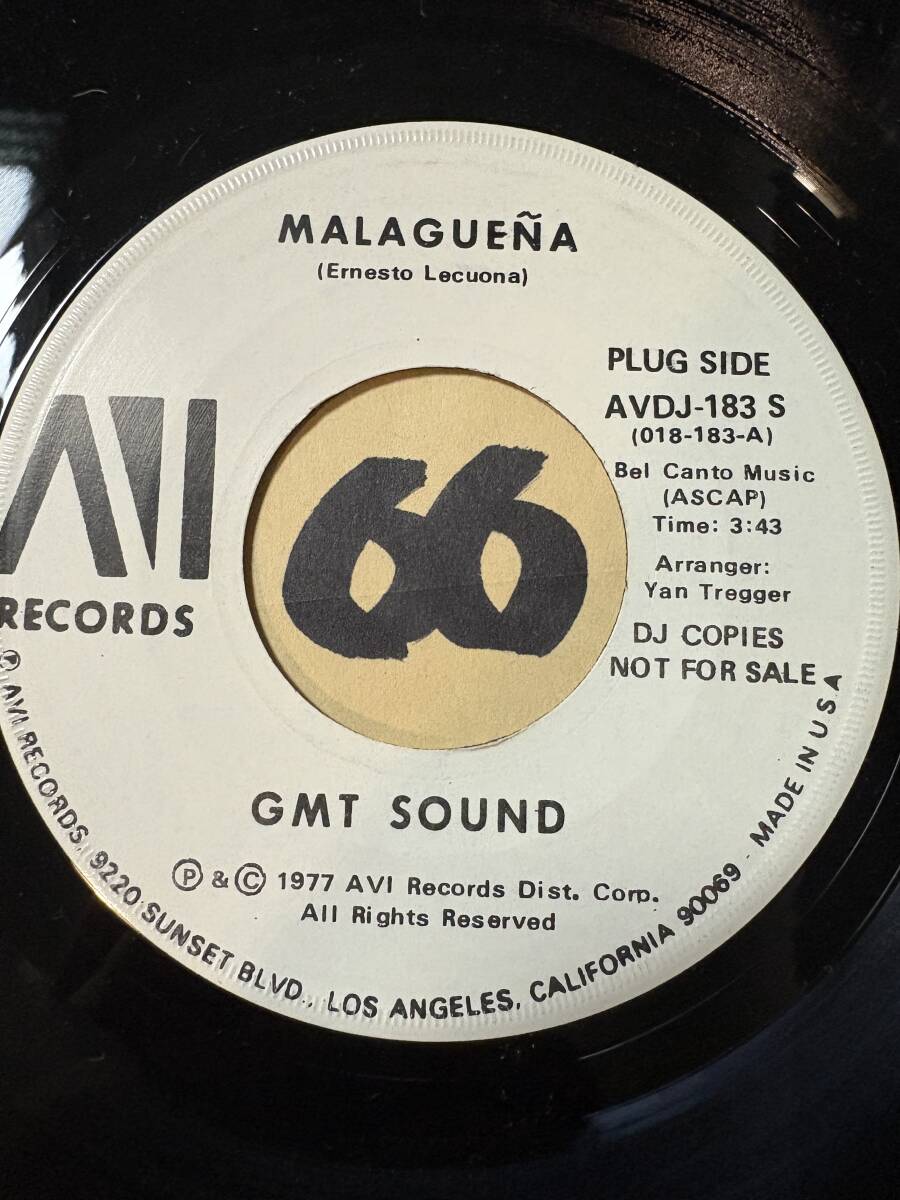 MALAGUEÑA
(Ernesto Lecuona)
PLUG SIDE
AVDJ-183 S
(018-183-A)
Bel Canto Music
(ASCAP)
Time: 3:43
Arranger:
Yan Tregger
DJ COPIES
NOT FOR SALE
AVI
RECORDS
66
GMT SOUND
Ⓟ & © 1977 AVI Records Dist. Corp.
All Rights Reserved
Ⓟ AVI RECORDS, 9220 SUNSET BLVD., LOS ANGELES, CALIFORNIA 90069 - MADE IN U S A